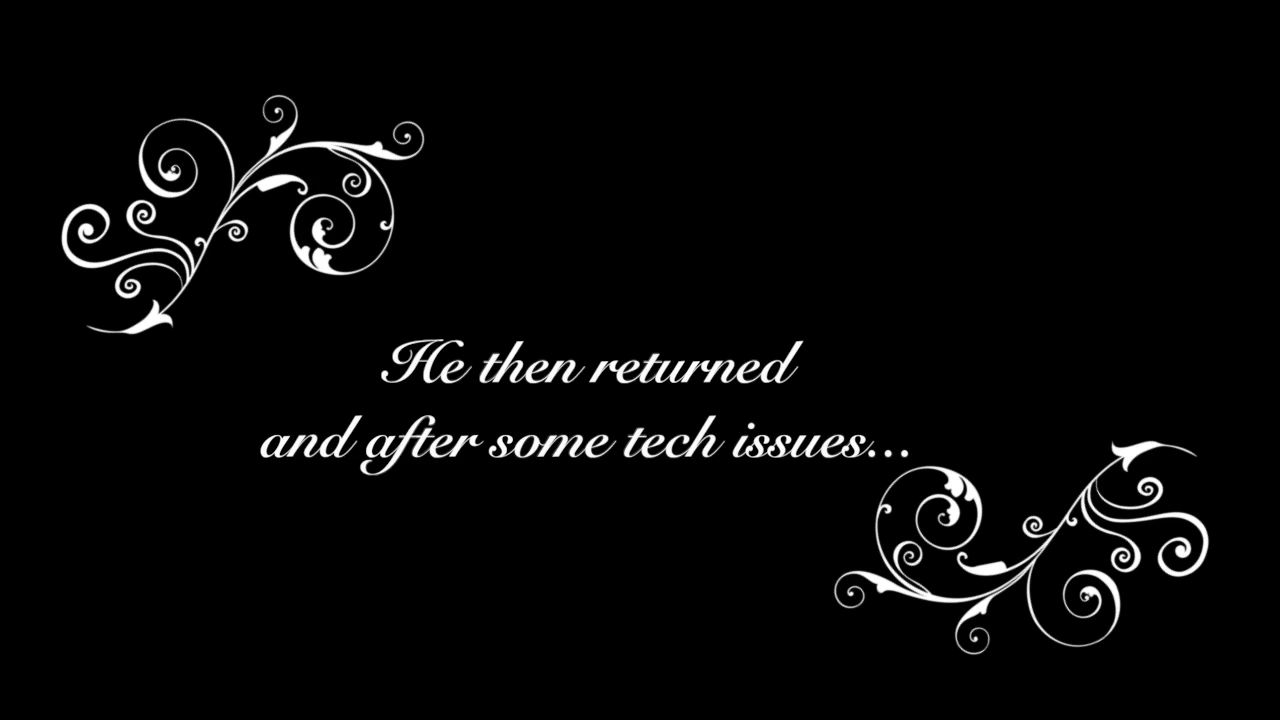 He then returned
and after some tech issues...